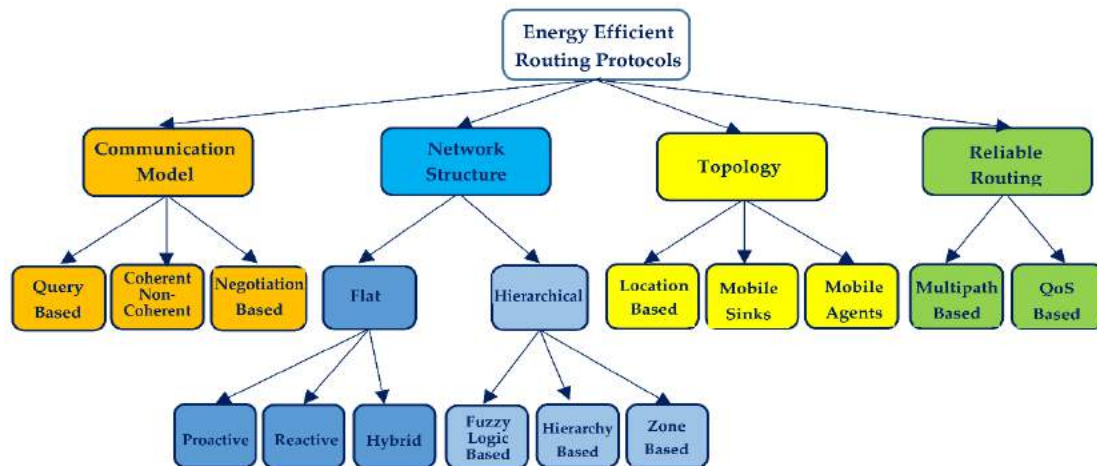 Energy Efficient
Routing Protocols
Communication
Model
Network
Structure
Topology
Reliable
Routing
Query
Based
Coherent
Non-
Coherent
Negotiation
Based
Flat
Hierarchical
Location
Based
Mobile
Sinks
Mobile
Agents
Multipath
Based
QoS
Based
Proactive
Reactive
Hybrid
Fuzzy
Logic
Based
Hierarchy
Based
Zone
Based